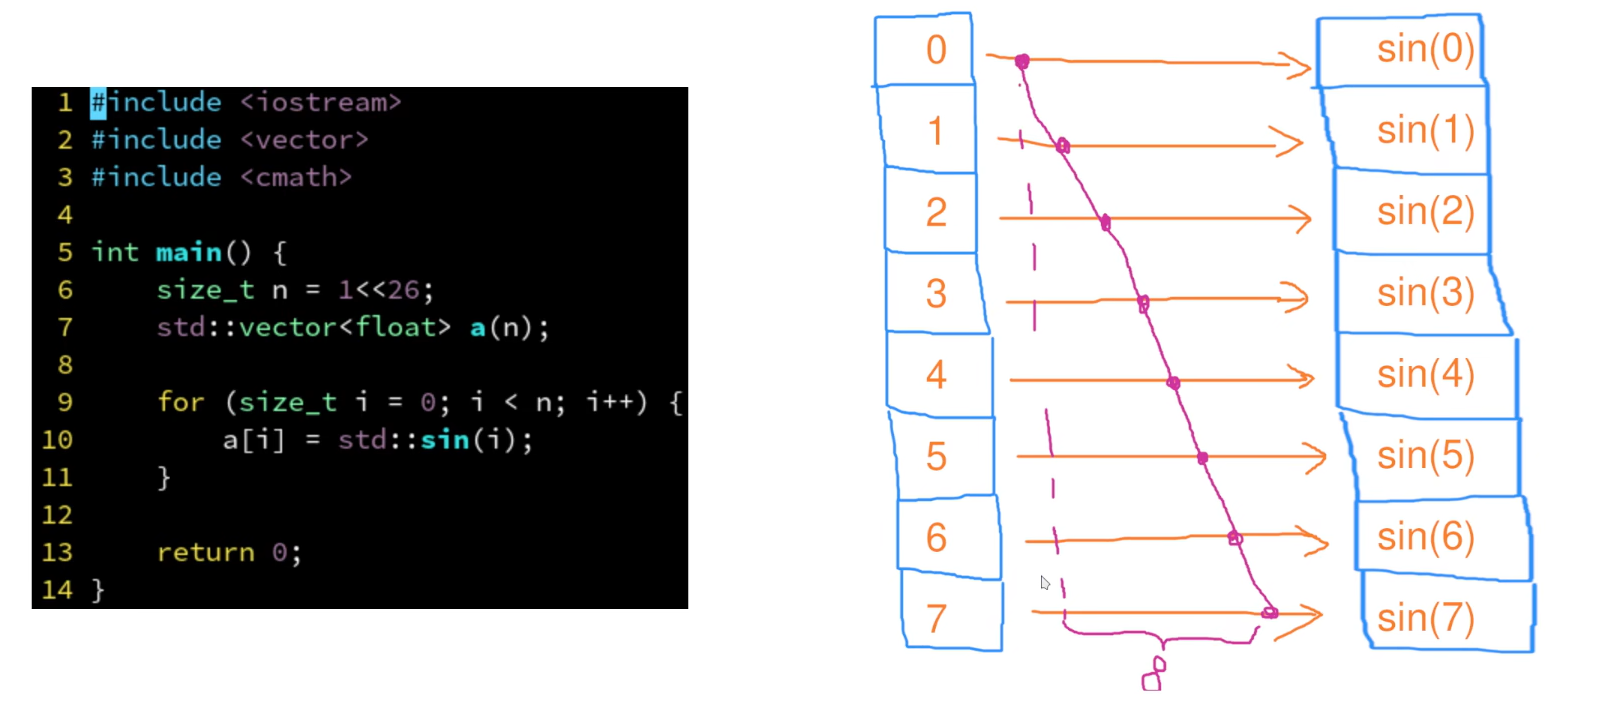 1 #include <iostream>
2 #include <vector>
3 #include <cmath>
4
5 int main() {
6     size_t n = 1<<26;
7     std::vector<float> a(n);
8
9     for (size_t i = 0; i < n; i++) {
10         a[i] = std::sin(i);
11     }
12
13     return 0;
14 }
0 sin(0)
1 sin(1)
2 sin(2)
3 sin(3)
4 sin(4)
5 sin(5)
6 sin(6)
7 sin(7)
8